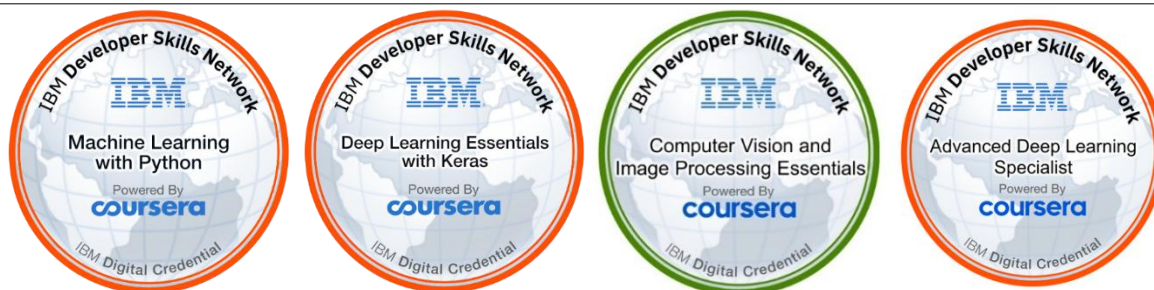 IBM Developer Skills Network
IBM
Machine Learning
with Python
Powered By
coursera
IBM Digital Credential
IBM Developer Skills Network
IBM
Deep Learning Essentials
with Keras
Powered By
coursera
IBM Digital Credential
IBM Developer Skills Network
IBM
Computer Vision and
Image Processing Essentials
Powered By
coursera
IBM Digital Credential
IBM Developer Skills Network
IBM
Advanced Deep Learning
Specialist
Powered By
coursera
IBM Digital Credential